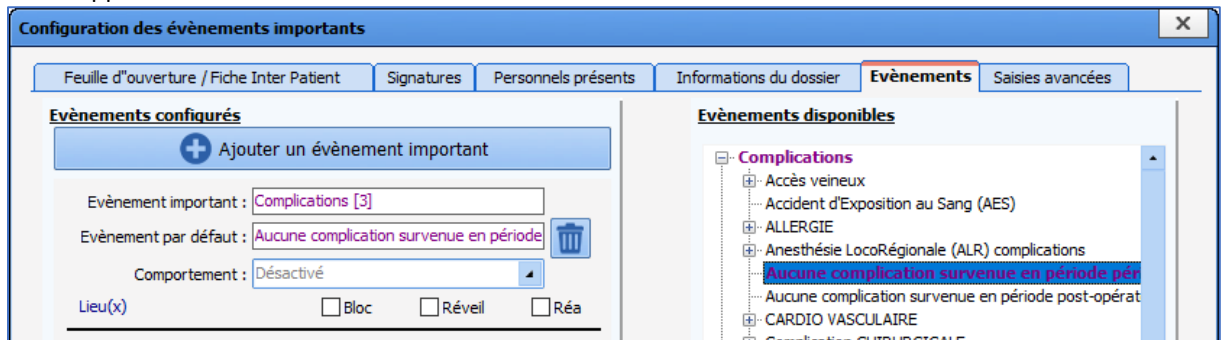 Configuration des évènements importants
Feuille d"ouverture / Fiche Inter Patient
Signatures
Personnels présents
Informations du dossier
Evènements
Saisies avancées
Evènements configurés
Ajouter un évènement important
Evènement important : Complications [3]
Evènement par défaut : Aucune complication survenue en période
Comportement : Désactivé
Lieu(x) Bloc Réveil Réa
Evènements disponibles
Complications
Accès veineux
Accident d'Exposition au Sang (AES)
ALLERGIE
Anesthésie LocoRégionale (ALR) complications
Aucune complication survenue en période pér
Aucune complication survenue en période post-opérat
CARDIO VASCULAIRE
Complication CHIRURGICALE